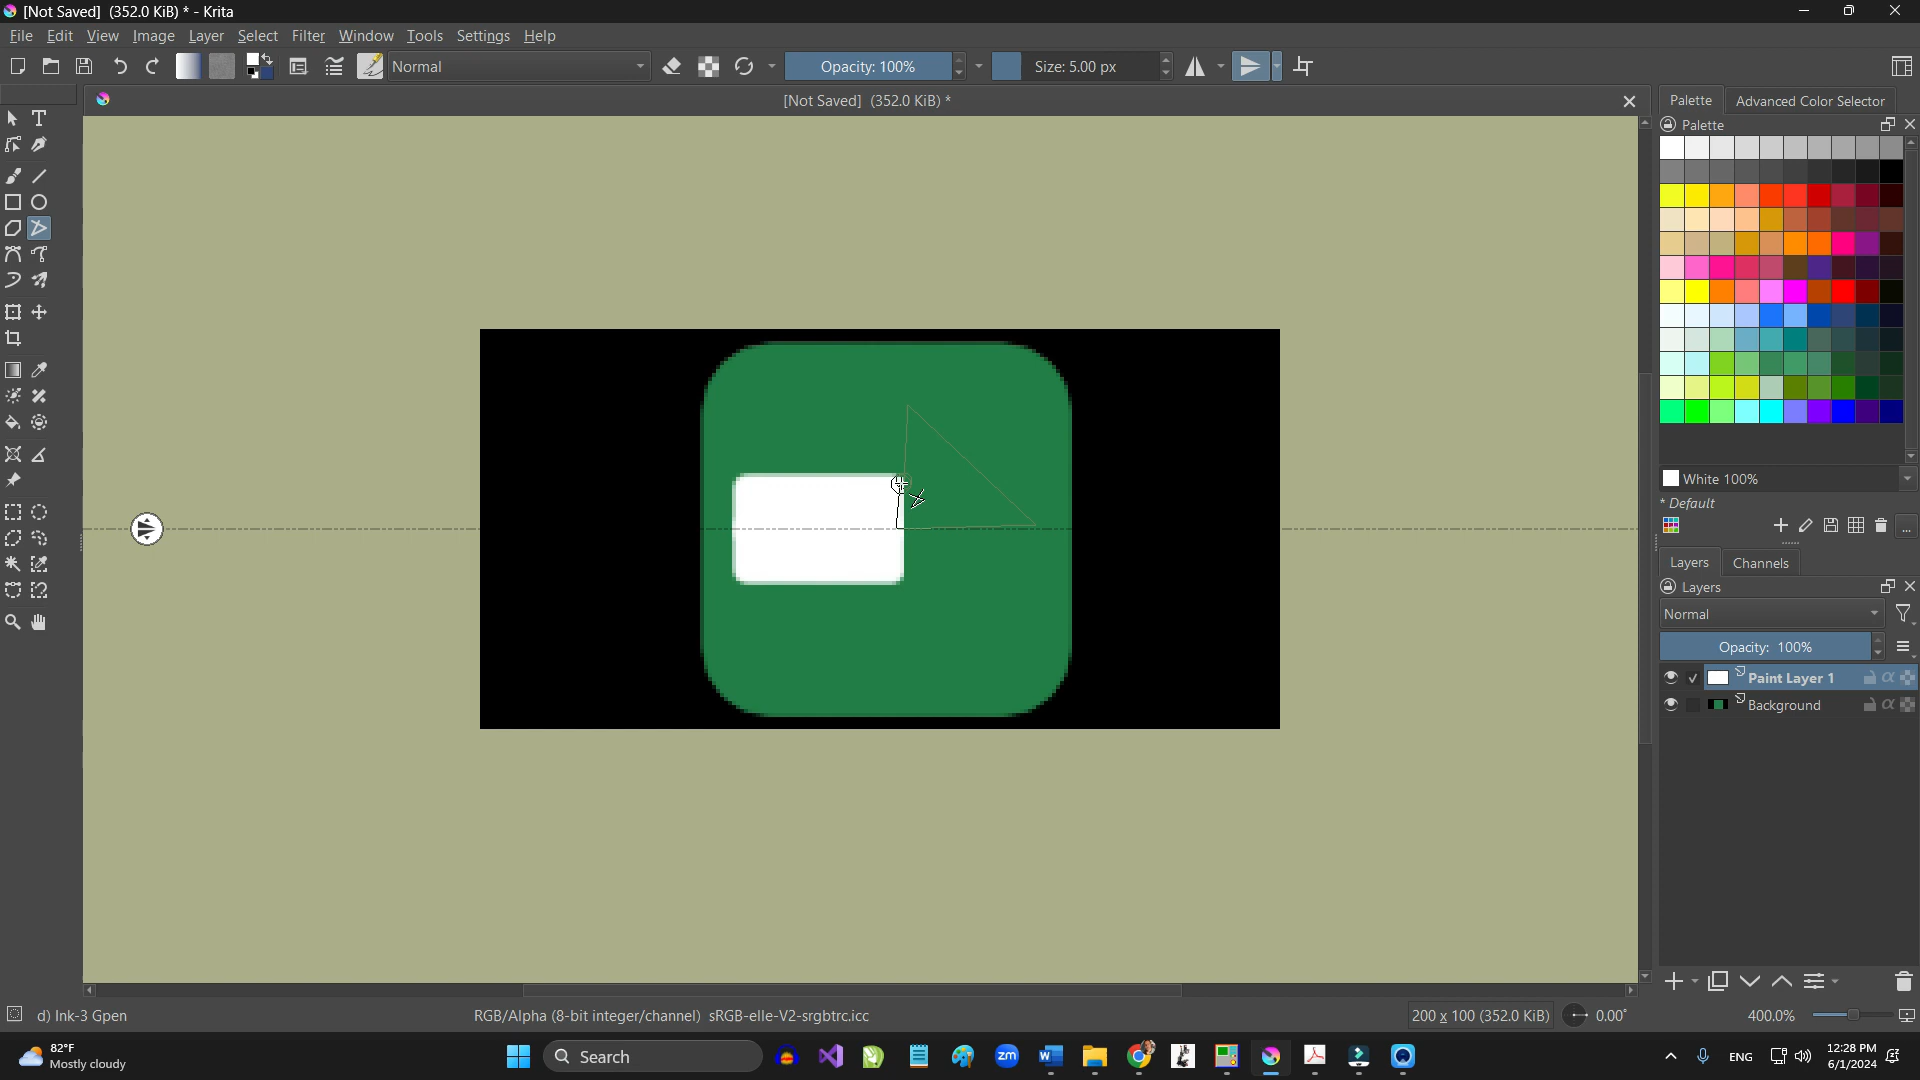 [Not Saved] (352.0 KiB) * - Krita
File Edit View Image Layer Select Filter Window Tools Settings Help
Normal
Opacity: 100%
Size: 5.00 px
[Not Saved] (352.0 KiB) *
Palette
Advanced Color Selector
Palette
White 100%
* Default
...
Layers
Channels
Layers
Normal
Opacity: 100%
Paint Layer 1
Background
d) Ink-3 Gpen
RGB/Alpha (8-bit integer/channel) sRGB-elle-V2-srgbtrc.icc
200 x 100 (352.0 KiB)
0.00°
400.0%
82°F
Mostly cloudy
Search
zm
ENG
12:28 PM
6/1/2024